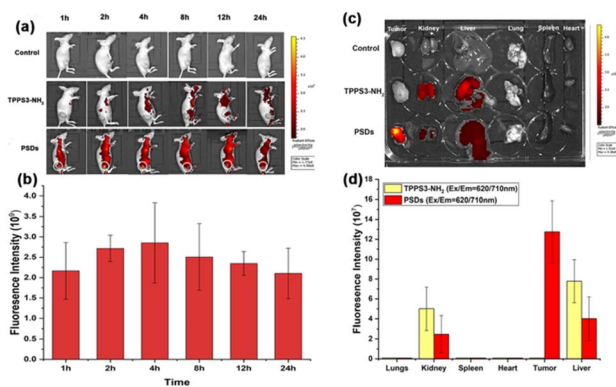 1h 2h 4h 8h 12h 24h
(a)
Control
TPPS3-NH2
PSDs
(c)
Tumor Kidney Liver Lung Spleen Heart
Control
TPPS3-NH2
PSDs
(b)
Fluoresence Intensity (10⁶)
4.0
3.5
3.0
2.5
2.0
1.5
1.0
0.5
0.0
1h 2h 4h 8h 12h 24h
Time
(d)
TPPS3-NH2 (Ex/Em=620/710nm)
PSDs (Ex/Em=620/710nm)
Fluoresence Intensity (10⁷)
18
16
14
12
10
8
6
4
2
0
Lungs Kidney Spleen Heart Tumor Liver